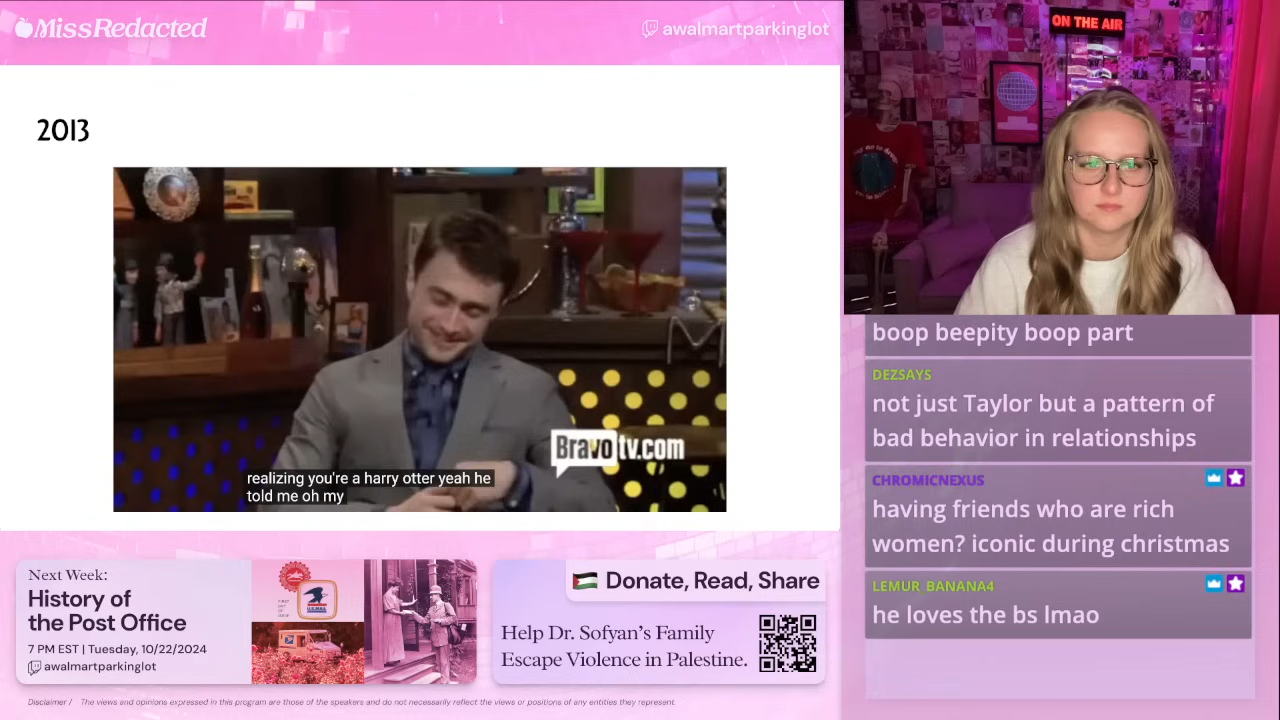 MissRedacted
awalmartparkinglot
ON THE AIR
2013
Bravotv.com
realizing you're a harry otter yeah he
told me oh my
boop beepity boop part
DEZSAYS
not just Taylor but a pattern of
bad behavior in relationships
CHROMICNEXUS
having friends who are rich
women? iconic during christmas
LEMUR_BANANA4
he loves the bs lmao
Next Week:
History of
the Post Office
7 PM EST | Tuesday, 10/22/2024
awalmartparkinglot
Donate, Read, Share
Help Dr. Sofyan's Family
Escape Violence in Palestine.
Disclaimer / The views and opinions expressed in this program are those of the speakers and do not necessarily reflect the views or positions of any entities they represent.